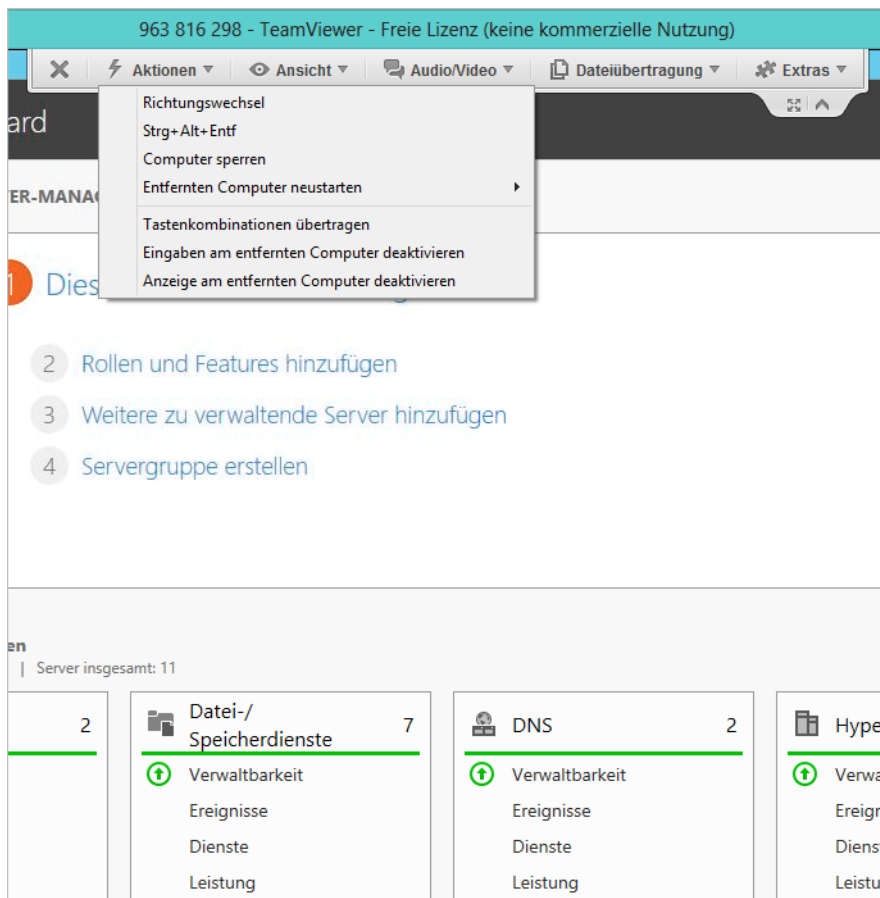 963 816 298 - TeamViewer - Freie Lizenz (keine kommerzielle Nutzung)
Aktionen Ansicht Audio/Video Dateiübertragung Extras
ard
Richtungswechsel
Strg+Alt+Entf
Computer sperren
Entfernten Computer neustarten
Tastenkombinationen übertragen
Eingaben am entfernten Computer deaktivieren
Anzeige am entfernten Computer deaktivieren
ER-MANAG
1 Dies
2 Rollen und Features hinzufügen
3 Weitere zu verwaltende Server hinzufügen
4 Servergruppe erstellen
en
| Server insgesamt: 11
2
Datei-/
Speicherdienste 7
Verwaltbarkeit
Ereignisse
Dienste
Leistung
DNS 2
Verwaltbarkeit
Ereignisse
Dienste
Leistung
Hype
Verwa
Ereign
Dienst
Leistu